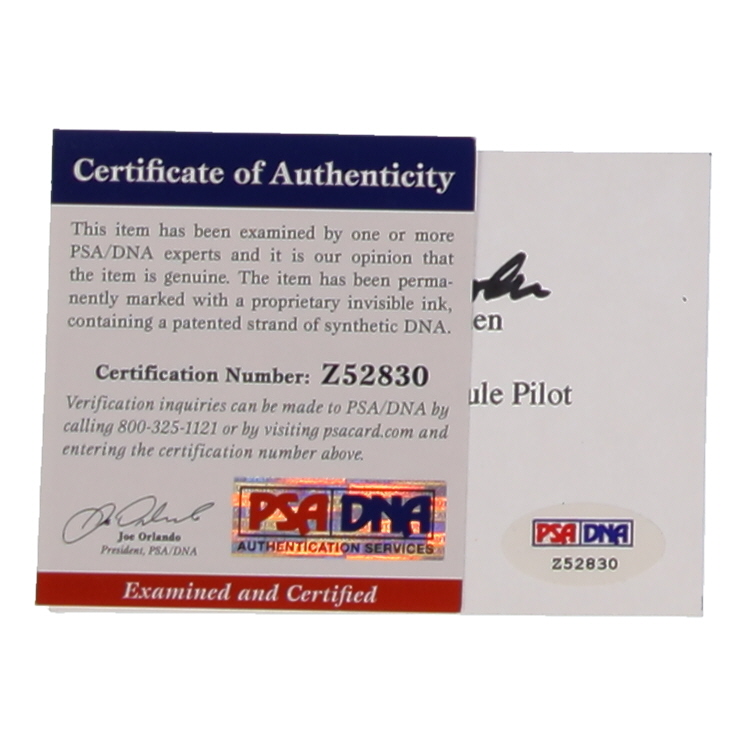 Certificate of Authenticity
This item has been examined by one or more
PSA/DNA experts and it is our opinion that
the item is genuine. The item has been perma-
nently marked with a proprietary invisible ink,
containing a patented strand of synthetic DNA.
Certification Number: Z52830
Verification inquiries can be made to PSA/DNA by
calling 800-325-1121 or by visiting psacard.com and
entering the certification number above.
Joe Orlando
Joe Orlando
President, PSA/DNA
PSA DNA
AUTHENTICATION SERVICES
Examined and Certified
en
ule Pilot
PSA DNA
Z52830